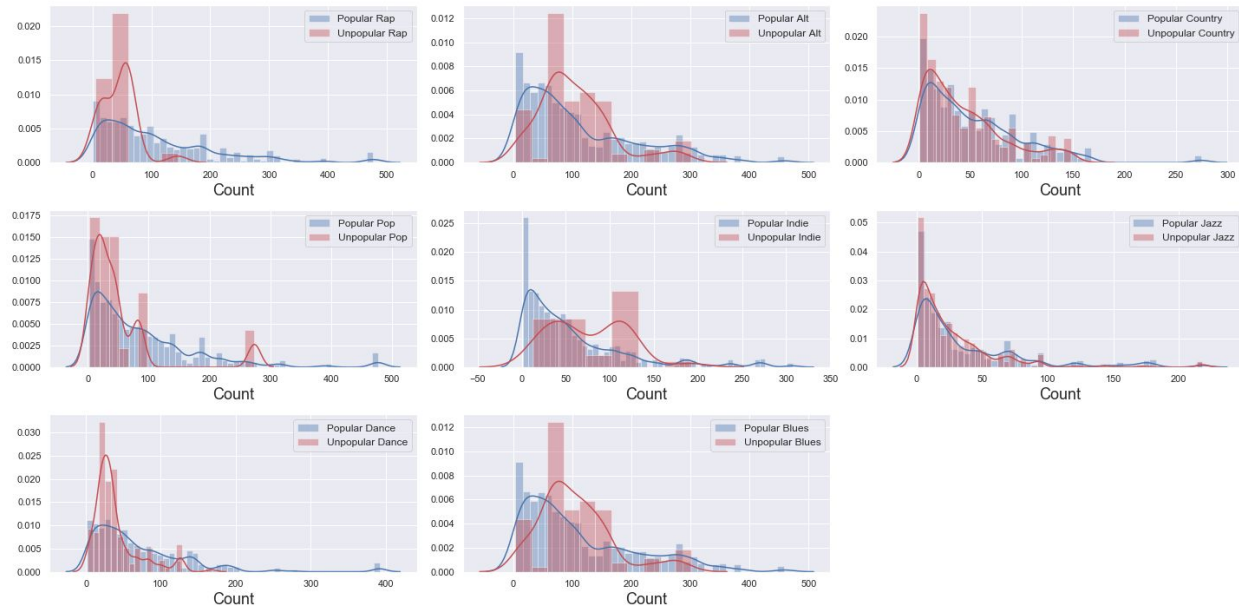 Popular Rap
Unpopular Rap
0.020
0.015
0.010
0.005
0.000
0 100 200 300 400 500
Count
Popular Alt
Unpopular Alt
0.012
0.010
0.008
0.006
0.004
0.002
0.000
0 100 200 300 400 500
Count
Popular Country
Unpopular Country
0.020
0.015
0.010
0.005
0.000
0 50 100 150 200 250 300
Count
Popular Pop
Unpopular Pop
0.0175
0.0150
0.0125
0.0100
0.0075
0.0050
0.0025
0.0000
0 100 200 300 400 500
Count
Popular Indie
Unpopular Indie
0.025
0.020
0.015
0.010
0.005
0.000
−50 0 50 100 150 200 250 300 350
Count
Popular Jazz
Unpopular Jazz
0.05
0.04
0.03
0.02
0.01
0.00
0 50 100 150 200
Count
Popular Dance
Unpopular Dance
0.030
0.025
0.020
0.015
0.010
0.005
0.000
0 100 200 300 400
Count
Popular Blues
Unpopular Blues
0.012
0.010
0.008
0.006
0.004
0.002
0.000
0 100 200 300 400 500
Count